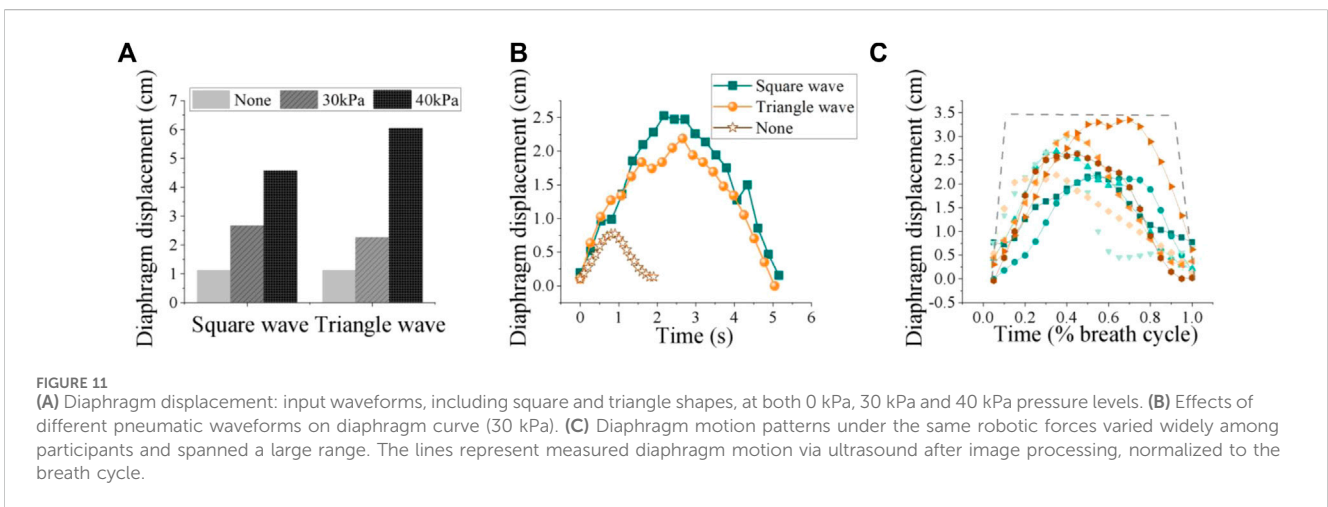 A
Diaphragm displacement (cm)
7
6
5
4
3
2
1
0
None
30kPa
40kPa
Square wave
Triangle wave
B
Diaphragm displacement (cm)
2.5
2.0
1.5
1.0
0.5
0.0
Square wave
Triangle wave
None
0
1
2
3
4
5
6
Time (s)
C
Diaphragm displacement (cm)
3.5
3.0
2.5
2.0
1.5
1.0
0.5
0.0
-0.5
0.0
0.2
0.4
0.6
0.8
1.0
Time (% breath cycle)
FIGURE 11
(A) Diaphragm displacement: input waveforms, including square and triangle shapes, at both 0 kPa, 30 kPa and 40 kPa pressure levels. (B) Effects of
different pneumatic waveforms on diaphragm curve (30 kPa). (C) Diaphragm motion patterns under the same robotic forces varied widely among
participants and spanned a large range. The lines represent measured diaphragm motion via ultrasound after image processing, normalized to the
breath cycle.